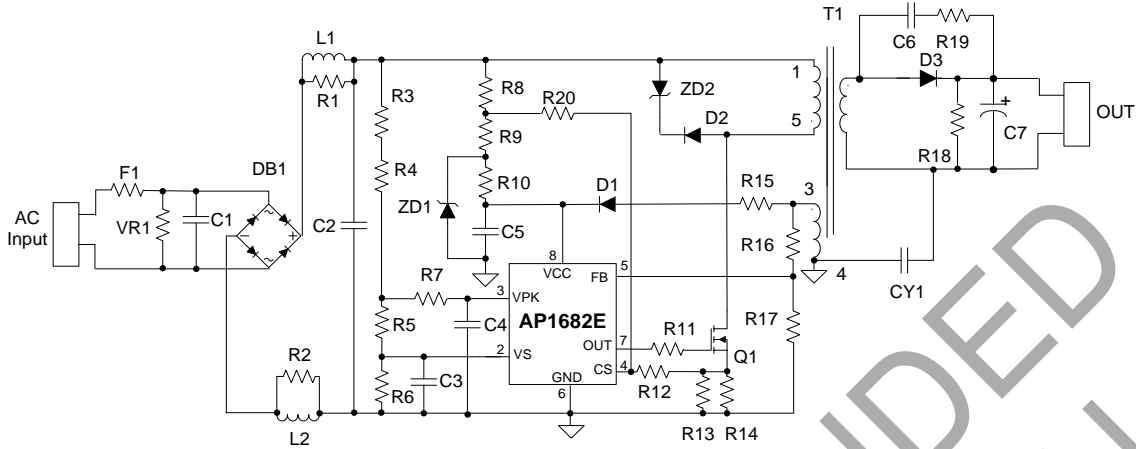 T1
C6
R19
L1
D3
R1
R3
R8
R20
ZD2
1
5
D2
C7
OUT
R18
R9
DB1
F1
R4
AC
Input
VR1
C1
C2
ZD1
R10
D1
R15
3
R16
C5
4
CY1
8
VCC
R7
3
VPK
FB
5
C4
AP1682E
R5
R17
R11
OUT
7
Q1
2
VS
R2
C3
CS
4
R12
R6
GND
6
L2
R13
R14
NDED